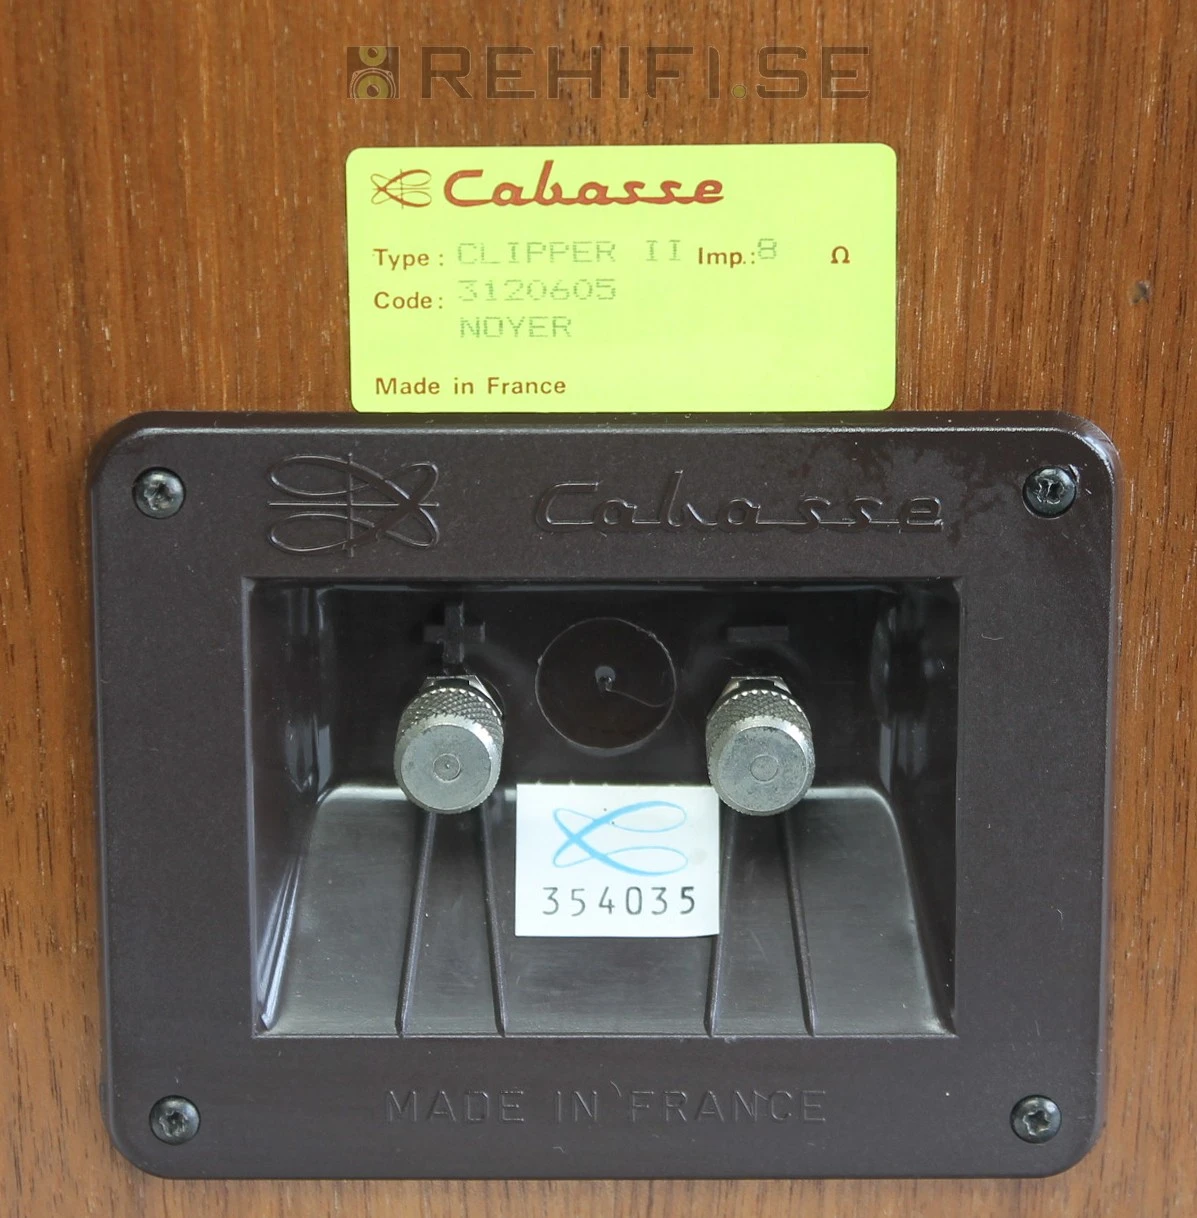 REHIFI.SE
Cabasse
Type: CLIPPER II Imp.: 8 Ω
Code: 3120605
NOYER
Made in France
Cabasse
+ −
354035
MADE IN FRANCE